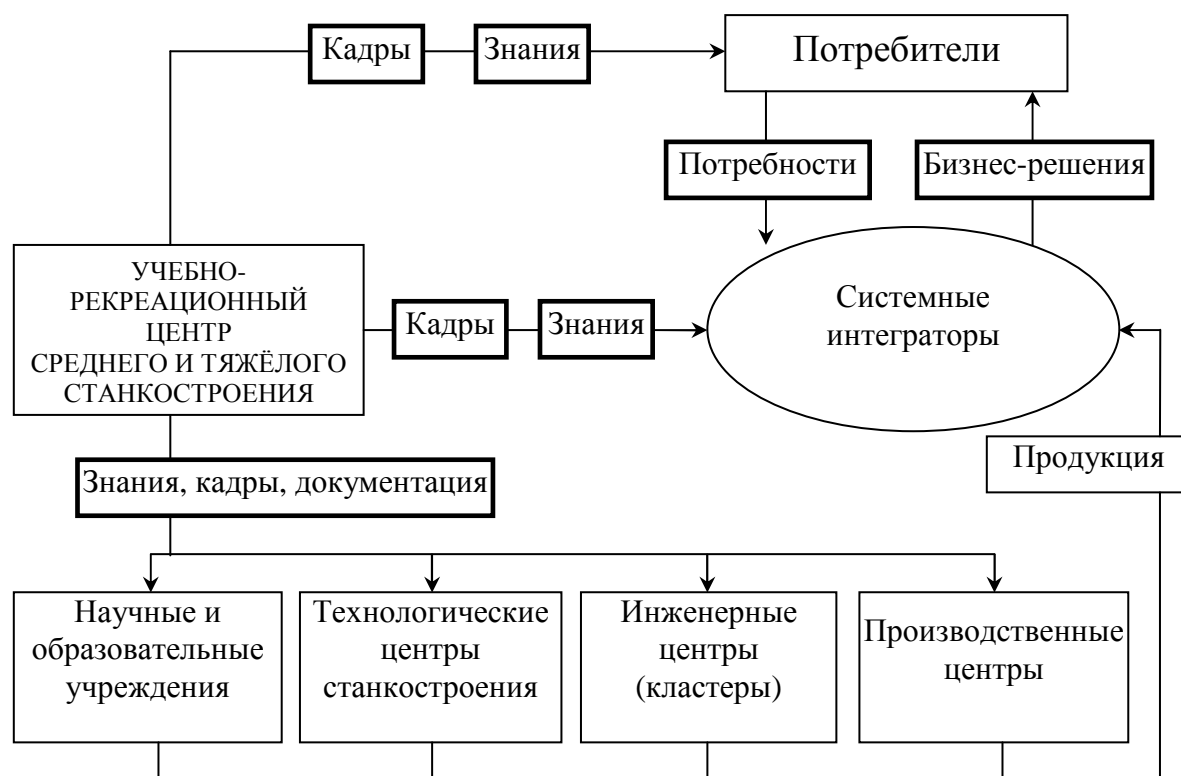 Кадры
Знания
Потребители
Потребности
Бизнес-решения
УЧЕБНО-
РЕКРЕАЦИОННЫЙ
ЦЕНТР
СРЕДНЕГО И ТЯЖЁЛОГО
СТАНКОСТРОЕНИЯ
Кадры
Знания
Системные
интеграторы
Продукция
Знания, кадры, документация
Научные и
образовательные
учреждения
Технологические
центры
станкостроения
Инженерные
центры
(кластеры)
Производственные
центры